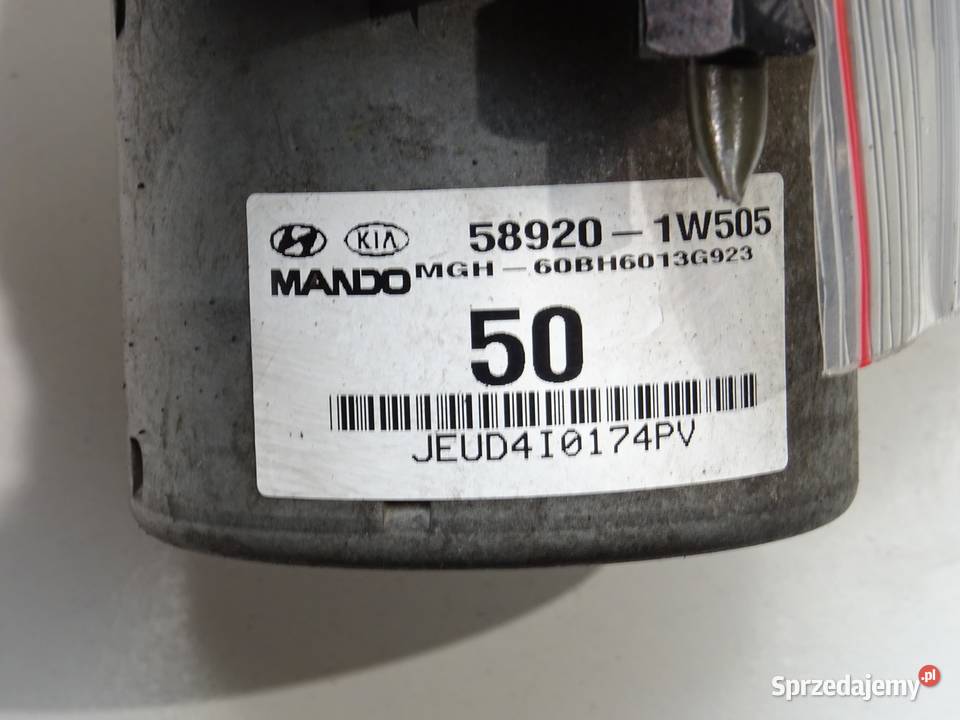 KIA 58920 - 1W505
MANDO MGH - 60BH6013G923
50
JEUD4I0174PV
Sprzedajemy.pl